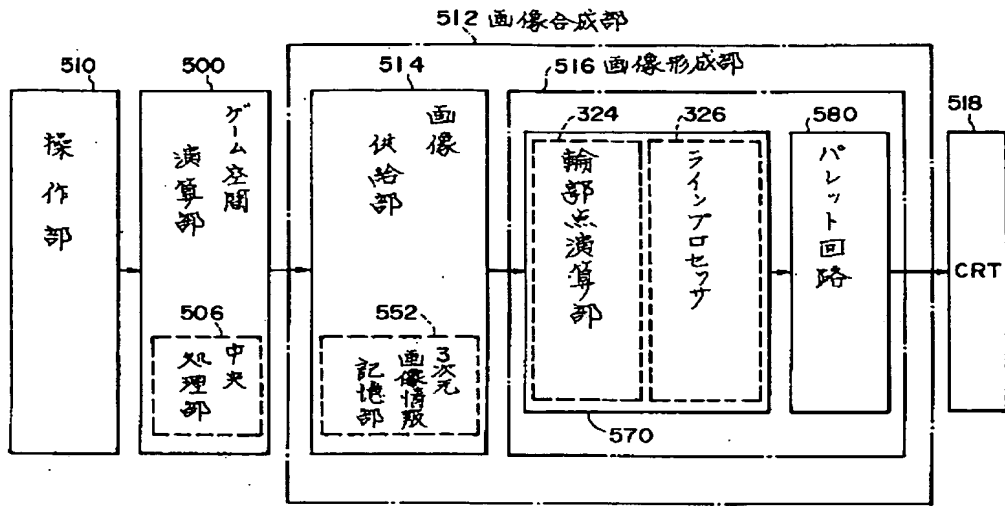 512 画像合成部
510
500
514
516 画像形成部
518
操作部
ゲーム空間
演算部
506
中央
処理部
画像
供給部
552
3次元
画像情報
記憶部
324
輪部点演算部
326
ラインプロセッサ
570
580
パレット回路
CRT